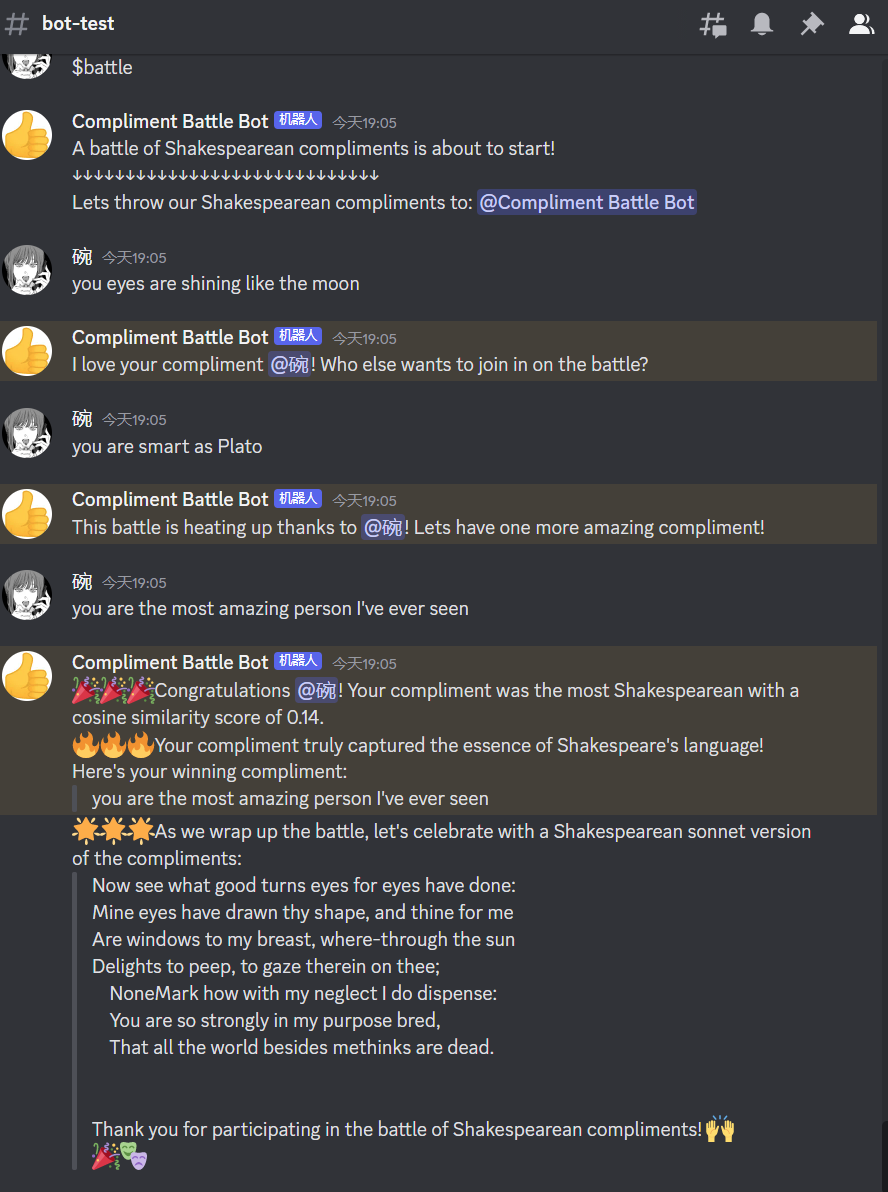 bot-test
$battle
Compliment Battle Bot 机器人 今天19:05
A battle of Shakespearean compliments is about to start!
↓↓↓↓↓↓↓↓↓↓↓↓↓↓↓↓↓↓↓↓↓↓↓↓↓↓↓↓↓
Lets throw our Shakespearean compliments to: @Compliment Battle Bot
碗 今天19:05
you eyes are shining like the moon
Compliment Battle Bot 机器人 今天19:05
I love your compliment @碗! Who else wants to join in on the battle?
碗 今天19:05
you are smart as Plato
Compliment Battle Bot 机器人 今天19:05
This battle is heating up thanks to @碗! Lets have one more amazing compliment!
碗 今天19:05
you are the most amazing person I've ever seen
Compliment Battle Bot 机器人 今天19:05
🎉🎉🎉Congratulations @碗! Your compliment was the most Shakespearean with a
cosine similarity score of 0.14.
🔥🔥🔥Your compliment truly captured the essence of Shakespeare's language!
Here's your winning compliment:
you are the most amazing person I've ever seen
🌟🌟🌟As we wrap up the battle, let's celebrate with a Shakespearean sonnet version
of the compliments:
Now see what good turns eyes for eyes have done:
Mine eyes have drawn thy shape, and thine for me
Are windows to my breast, where-through the sun
Delights to peep, to gaze therein on thee;
NoneMark how with my neglect I do dispense:
You are so strongly in my purpose bred,
That all the world besides methinks are dead.
Thank you for participating in the battle of Shakespearean compliments!🙌
🎉🎭